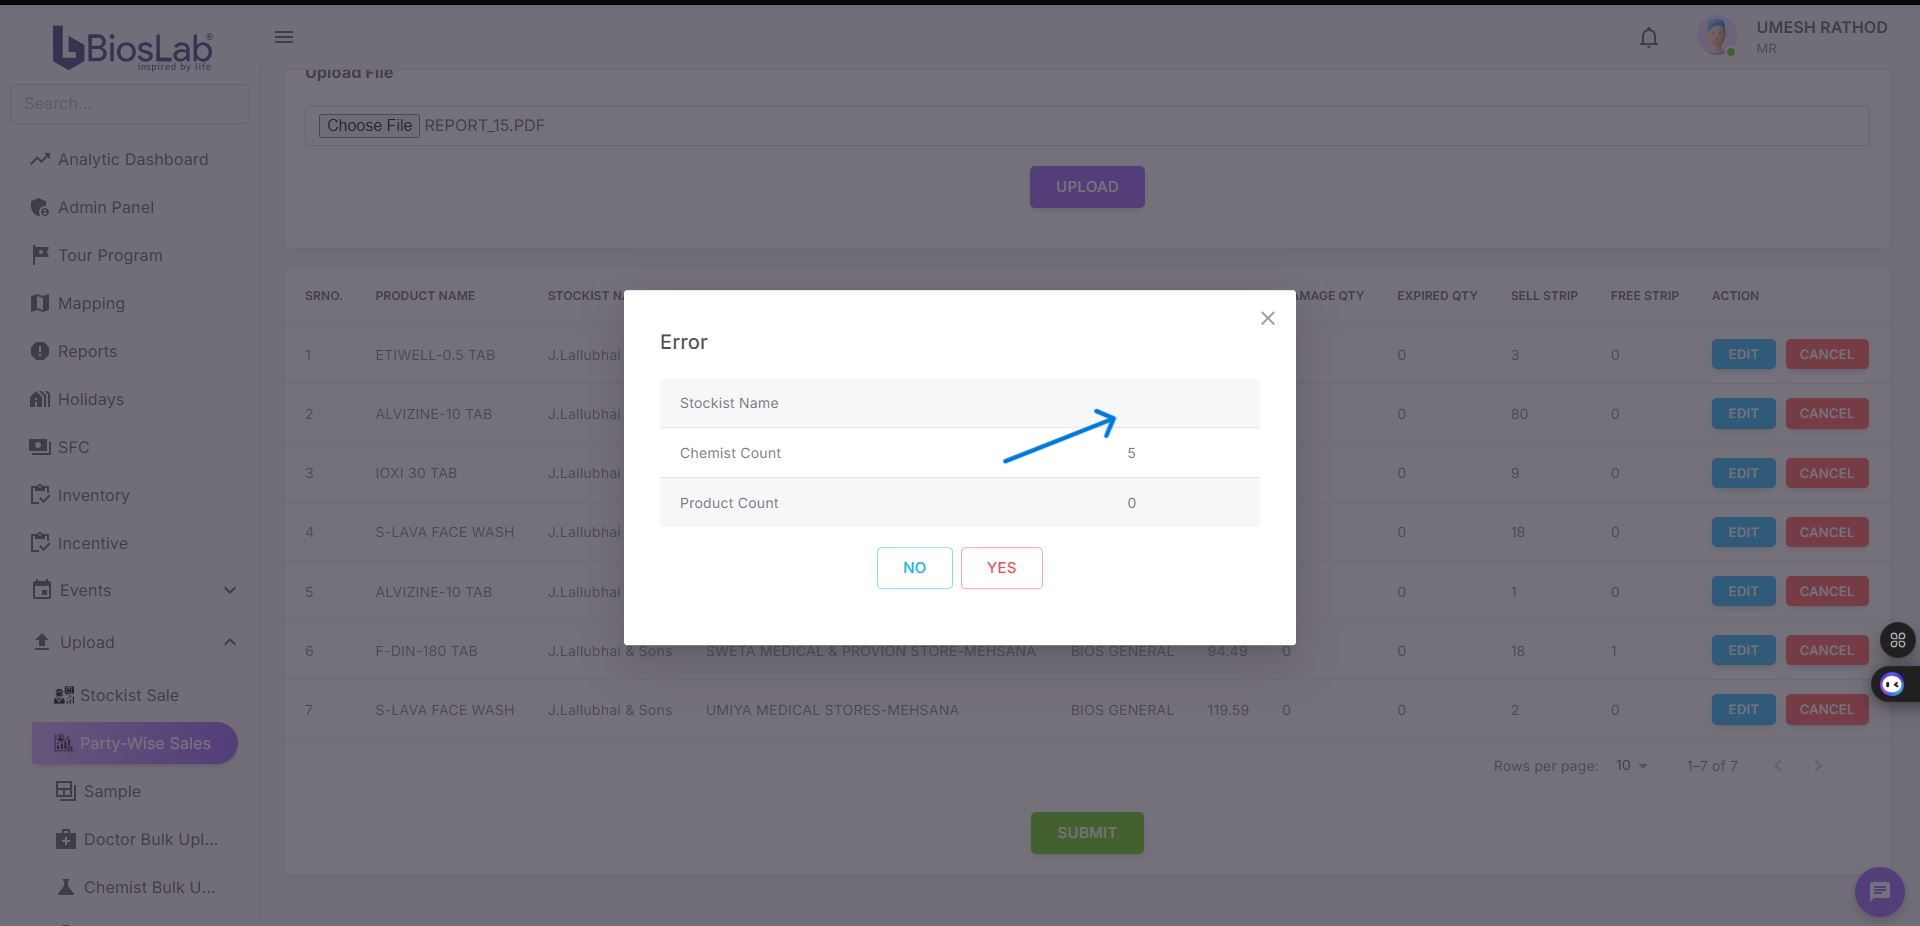 BiosLab®
inspired by life
UMESH RATHOD
MR
Search...
Analytic Dashboard
Admin Panel
Tour Program
Mapping
Reports
Holidays
SFC
Inventory
Incentive
Events
Upload
Stockist Sale
Party-Wise Sales
Sample
Doctor Bulk Upl...
Chemist Bulk U...
Upload File
Choose File REPORT_15.PDF
UPLOAD
SRNO. PRODUCT NAME STOCKIST N AMAGE QTY EXPIRED QTY SELL STRIP FREE STRIP ACTION
1 ETIWELL-0.5 TAB J.Lallubhai 0 3 0 EDIT CANCEL
2 ALVIZINE-10 TAB J.Lallubhai 0 80 0 EDIT CANCEL
3 IOXI 30 TAB J.Lallubhai 0 9 0 EDIT CANCEL
4 S-LAVA FACE WASH J.Lallubhai 0 18 0 EDIT CANCEL
5 ALVIZINE-10 TAB J.Lallubhai 0 1 0 EDIT CANCEL
6 F-DIN-180 TAB J.Lallubhai & Sons SWETA MEDICAL & PROVION STORE-MEHSANA BIOS GENERAL 94.49 0 0 18 1 EDIT CANCEL
7 S-LAVA FACE WASH J.Lallubhai & Sons UMIYA MEDICAL STORES-MEHSANA BIOS GENERAL 119.59 0 0 2 0 EDIT CANCEL
Rows per page: 10 1–7 of 7
SUBMIT
Error
Stockist Name
Chemist Count 5
Product Count 0
NO YES